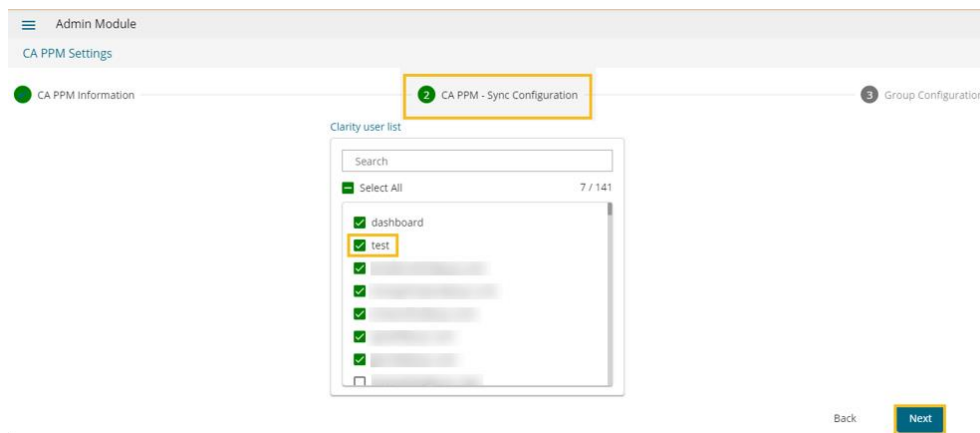 Admin Module
CA PPM Settings
CA PPM Information
2 CA PPM - Sync Configuration
3 Group Configuration
Clarity user list
Search
Select All 7 / 141
dashboard
test
Back Next